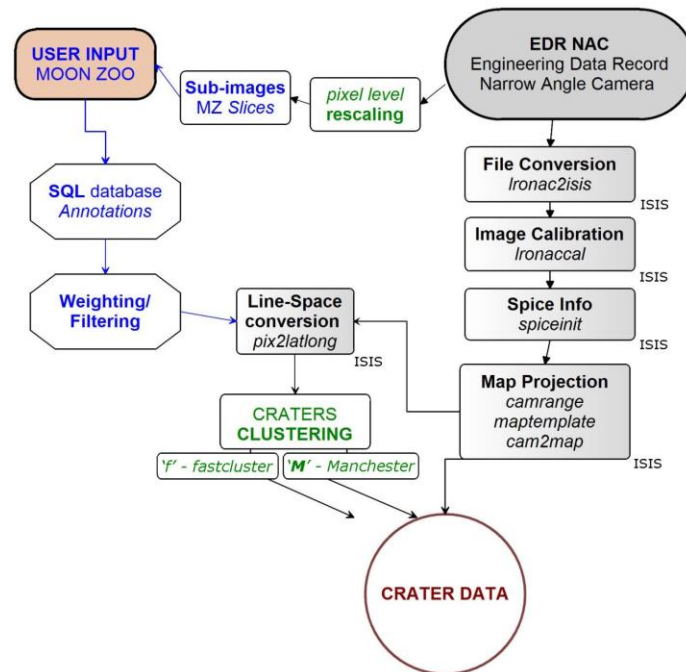 USER INPUT
MOON ZOO
Sub-images
MZ Slices
pixel level
rescaling
EDR NAC
Engineering Data Record
Narrow Angle Camera
File Conversion
lronac2isis
ISIS
SQL database
Annotations
Image Calibration
lronaccal
ISIS
Weighting/
Filtering
Line-Space
conversion
pix2latlong
ISIS
Spice Info
spiceinit
ISIS
Map Projection
camrange
maptemplate
cam2map
ISIS
CRATERS
CLUSTERING
'f' - fastcluster
'M' - Manchester
CRATER DATA